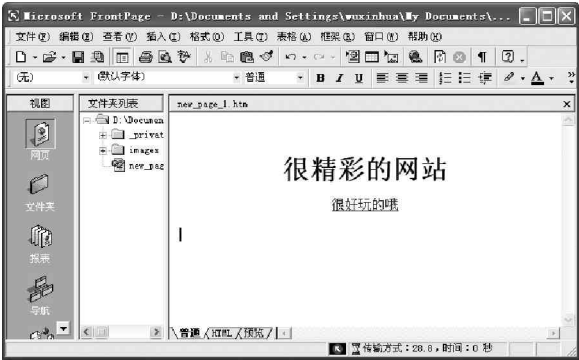 Microsoft FrontPage - D:\Documents and Settings\wuxinhua\My Documents\...
文件(F) 编辑(E) 查看(V) 插入(I) 格式(O) 工具(T) 表格(A) 框架(R) 窗口(W) 帮助(H)
(无) (默认字体) 普通 B I U A
视图 文件夹列表 new_page_1.htm
D:\Documen
_privat
网页 images
new_pag
很精彩的网站
很好玩的哦
文件夹
报表
导航
普通 HTML 预览
传输方式:28.8,时间:0 秒